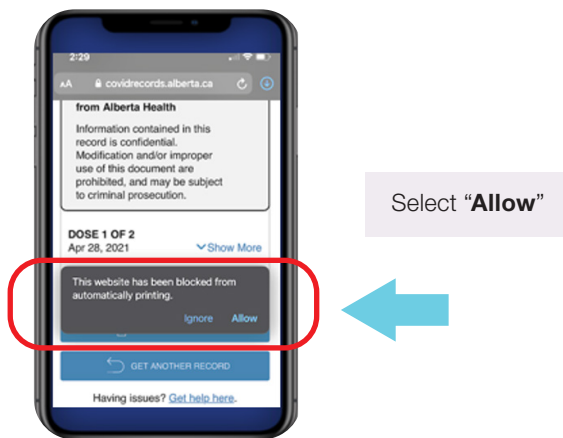 2:29
AA covidrecords.alberta.ca
from Alberta Health
Information contained in this
record is confidential.
Modification and/or improper
use of this document are
prohibited, and may be subject
to criminal prosecution.
DOSE 1 OF 2
Apr 28, 2021 Show More
This website has been blocked from
automatically printing.
Ignore Allow
GET ANOTHER RECORD
Having issues? Get help here.
Select “Allow”